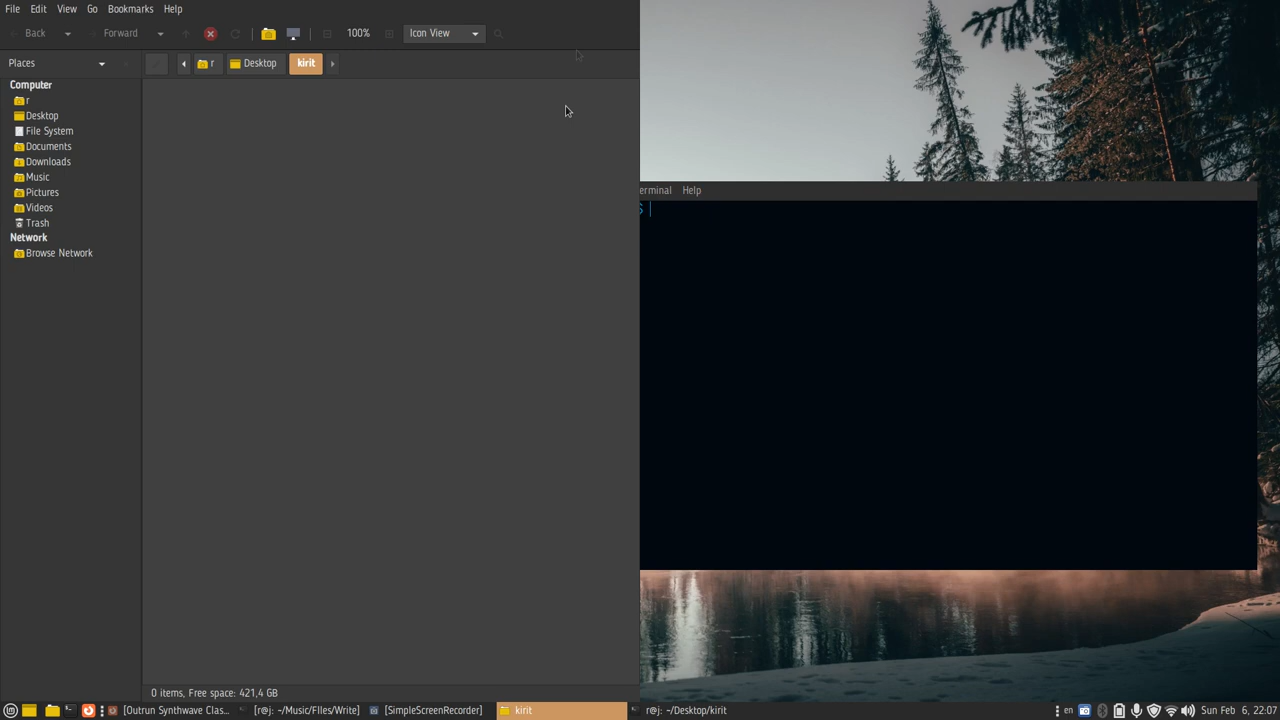 File Edit View Go Bookmarks Help
Back Forward 100% Icon View
Places r Desktop kirit
Computer
r
Desktop
File System
Documents
Downloads
Music
Pictures
Videos
Trash
Network
Browse Network
erminal Help
$
0 items, Free space: 421,4 GB
[Outrun Synthwave Clas... [r@j: ~/Music/FIles/Write] [SimpleScreenRecorder] kirit r@j: ~/Desktop/kirit en Sun Feb 6, 22:07